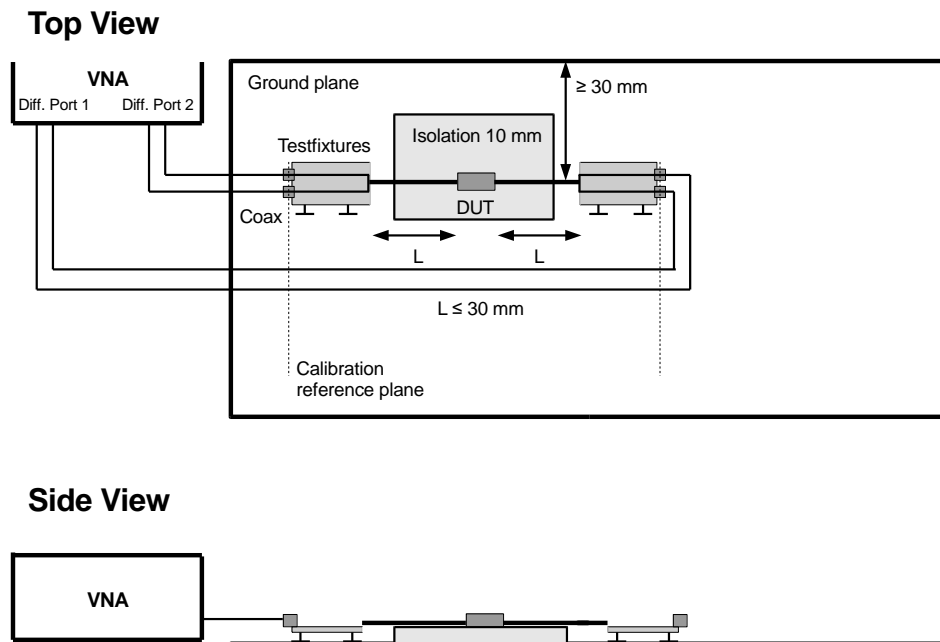 Top View
VNA
Diff. Port 1
Diff. Port 2
Ground plane
≥ 30 mm
Testfixtures
Isolation 10 mm
DUT
Coax
L
L
L ≤ 30 mm
Calibration
reference plane
Side View
VNA